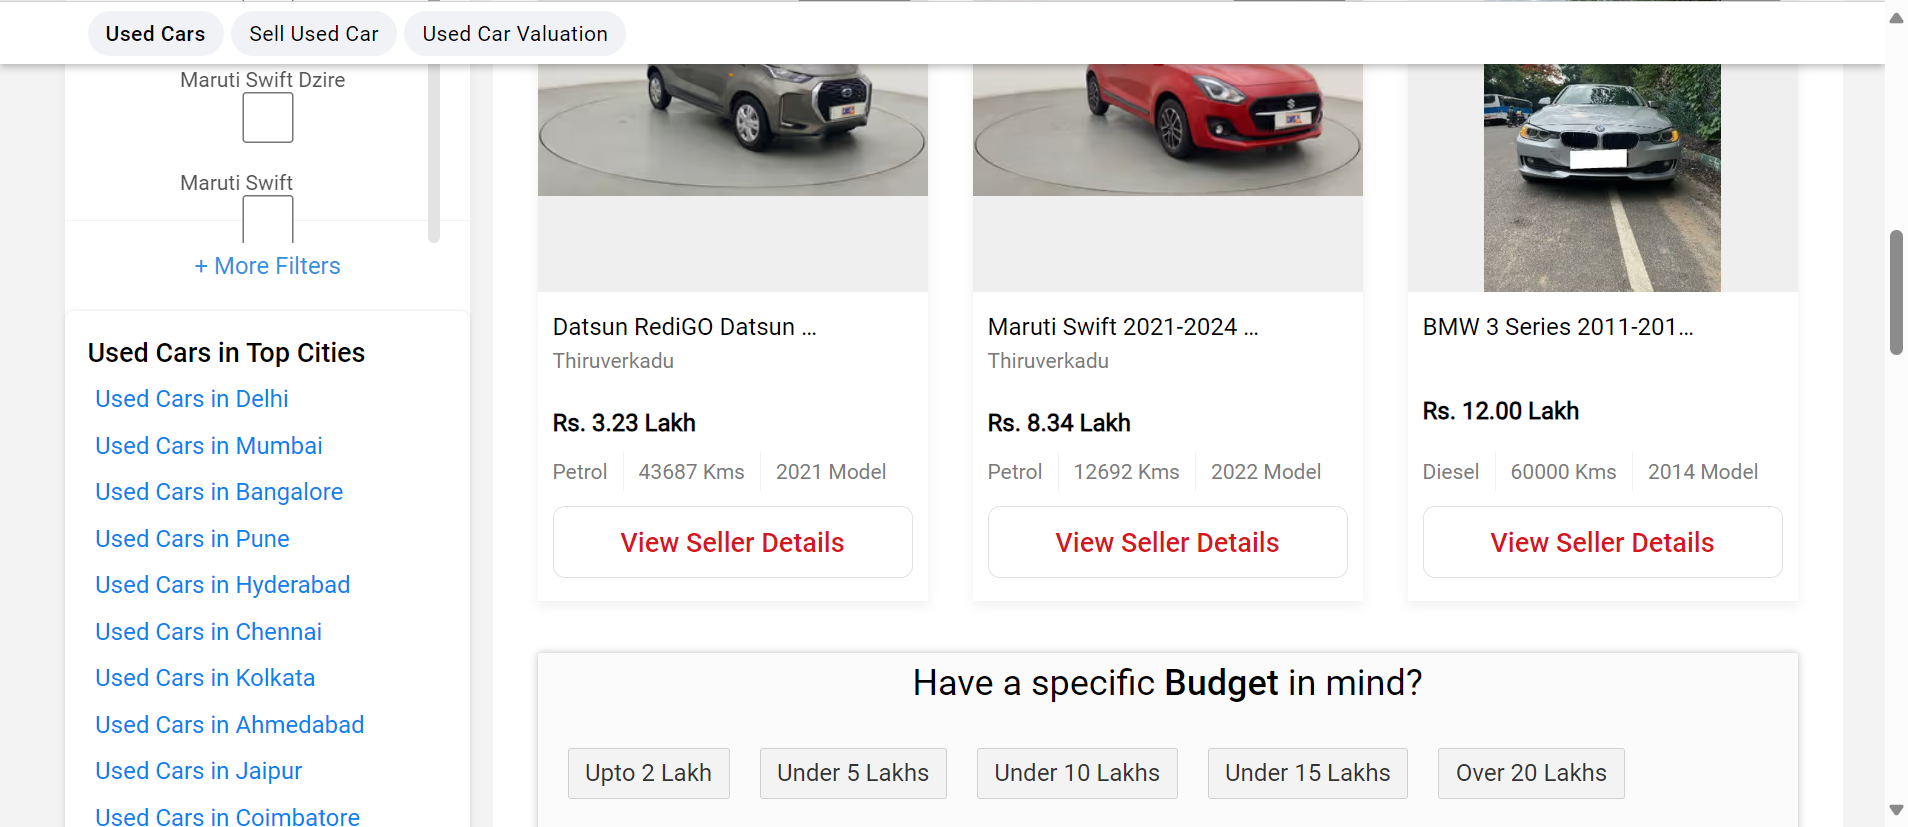 Used Cars
Sell Used Car
Used Car Valuation
Maruti Swift Dzire
Maruti Swift
+ More Filters
Used Cars in Top Cities
Used Cars in Delhi
Used Cars in Mumbai
Used Cars in Bangalore
Used Cars in Pune
Used Cars in Hyderabad
Used Cars in Chennai
Used Cars in Kolkata
Used Cars in Ahmedabad
Used Cars in Jaipur
Used Cars in Coimbatore
Datsun RediGO Datsun ...
Thiruverkadu
Rs. 3.23 Lakh
Petrol
43687 Kms
2021 Model
View Seller Details
Maruti Swift 2021-2024 ...
Thiruverkadu
Rs. 8.34 Lakh
Petrol
12692 Kms
2022 Model
View Seller Details
BMW 3 Series 2011-201...
Rs. 12.00 Lakh
Diesel
60000 Kms
2014 Model
View Seller Details
Have a specific Budget in mind?
Upto 2 Lakh
Under 5 Lakhs
Under 10 Lakhs
Under 15 Lakhs
Over 20 Lakhs